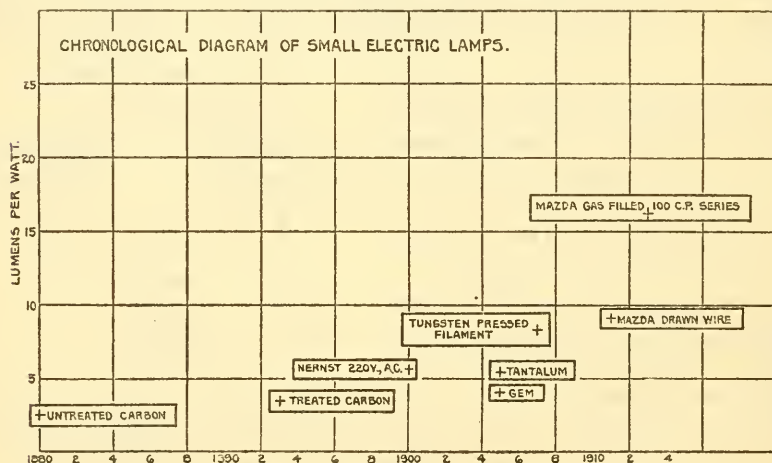 CHRONOLOGICAL DIAGRAM OF SMALL ELECTRIC LAMPS.
LUMENS PER WATT.
25
20
15
10
5
MAZDA GAS FILLED 100 C.P. SERIES
TUNGSTEN PRESSED
FILAMENT
MAZDA DRAWN WIRE
NERNST 220V., A.C.
TANTALUM
TREATED CARBON
GEM
UNTREATED CARBON
1880 2 4 6 8 1890 2 4 6 8 1900 2 4 6 8 1910 2 4